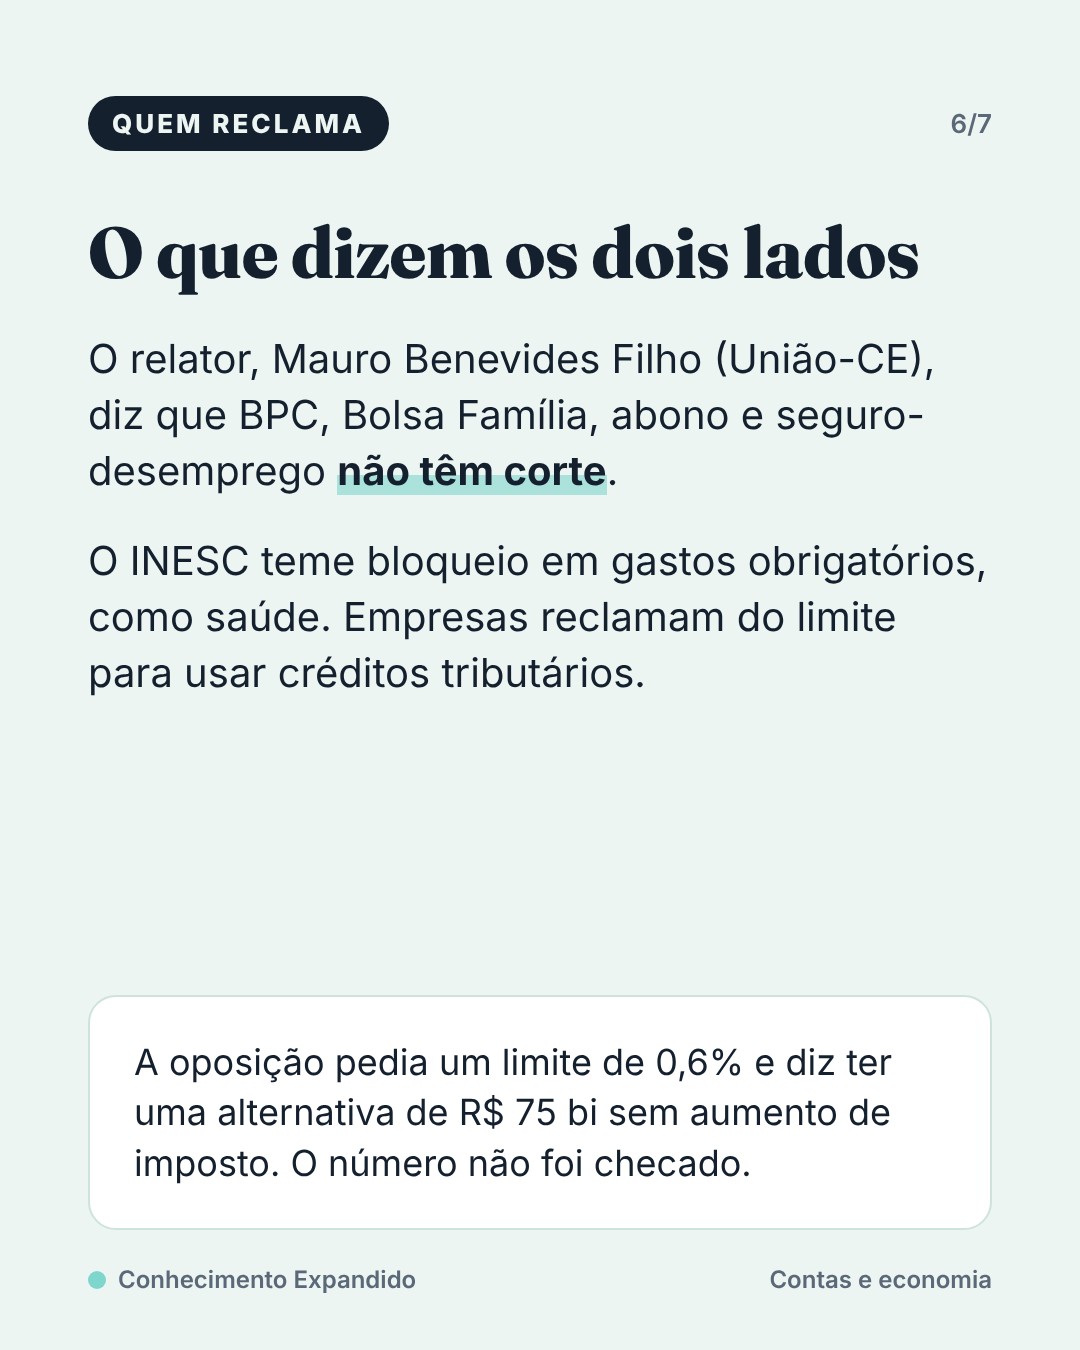 QUEM RECLAMA
6/7
O que dizem os dois lados
O relator, Mauro Benevides Filho (União-CE),
diz que BPC, Bolsa Família, abono e seguro-
desemprego não têm corte.
O INESC teme bloqueio em gastos obrigatórios,
como saúde. Empresas reclamam do limite
para usar créditos tributários.
A oposição pedia um limite de 0,6% e diz ter
uma alternativa de R$ 75 bi sem aumento de
imposto. O número não foi checado.
Conhecimento Expandido
Contas e economia